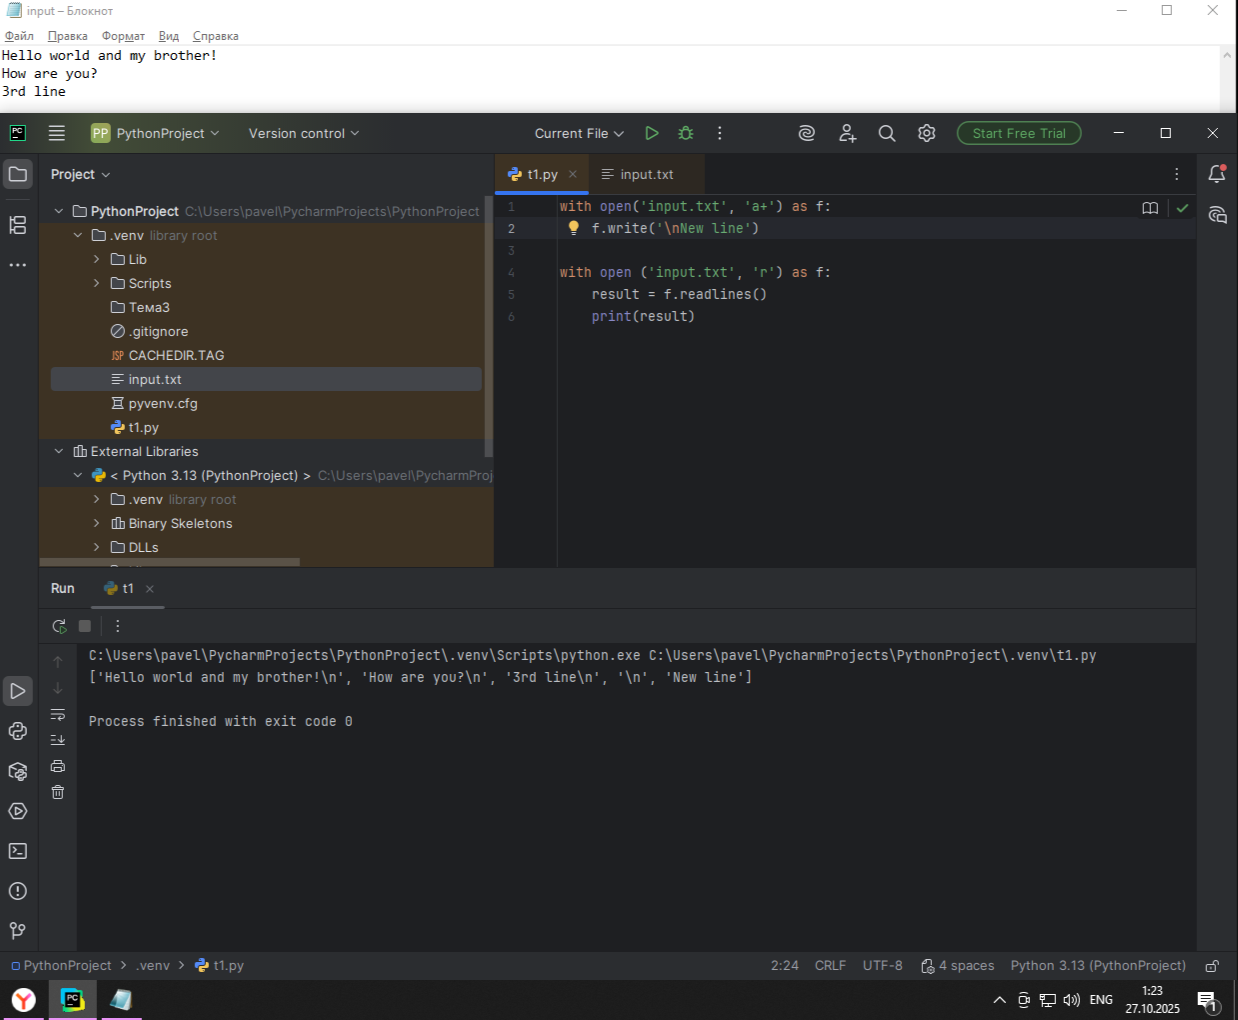 input – Блокнот
Файл Правка Формат Вид Справка
Hello world and my brother!
How are you?
3rd line
PC PP PythonProject Version control Current File Start Free Trial
Project
t1.py input.txt
PythonProject C:\Users\pavel\PycharmProjects\PythonProject
.venv library root
Lib
Scripts
Тема3
.gitignore
JSP CACHEDIR.TAG
input.txt
pyvenv.cfg
t1.py
External Libraries
< Python 3.13 (PythonProject) > C:\Users\pavel\PycharmProj
.venv library root
Binary Skeletons
DLLs
1 with open('input.txt', 'a+') as f:
2 f.write('\nNew line')
3
4 with open ('input.txt', 'r') as f:
5 result = f.readlines()
6 print(result)
Run t1
C:\Users\pavel\PycharmProjects\PythonProject\.venv\Scripts\python.exe C:\Users\pavel\PycharmProjects\PythonProject\.venv\t1.py
['Hello world and my brother!\n', 'How are you?\n', '3rd line\n', '\n', 'New line']
Process finished with exit code 0
PythonProject > .venv > t1.py 2:24 CRLF UTF-8 4 spaces Python 3.13 (PythonProject)
Y PC ENG 1:23
27.10.2025 1